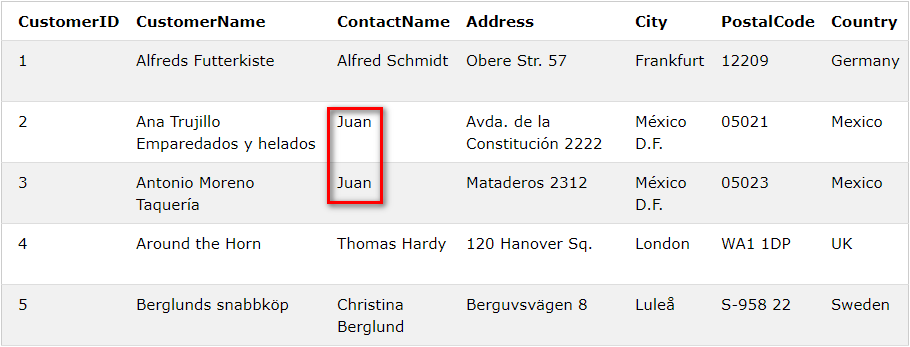 CustomerID CustomerName ContactName Address City PostalCode Country
1 Alfreds Futterkiste Alfred Schmidt Obere Str. 57 Frankfurt 12209 Germany
2 Ana Trujillo Juan Avda. de la México 05021 Mexico
Emparedados y helados Constitución 2222 D.F.
3 Antonio Moreno Juan Mataderos 2312 México 05023 Mexico
Taquería D.F.
4 Around the Horn Thomas Hardy 120 Hanover Sq. London WA1 1DP UK
5 Berglunds snabbköp Christina Berguvsvägen 8 Luleå S-958 22 Sweden
Berglund